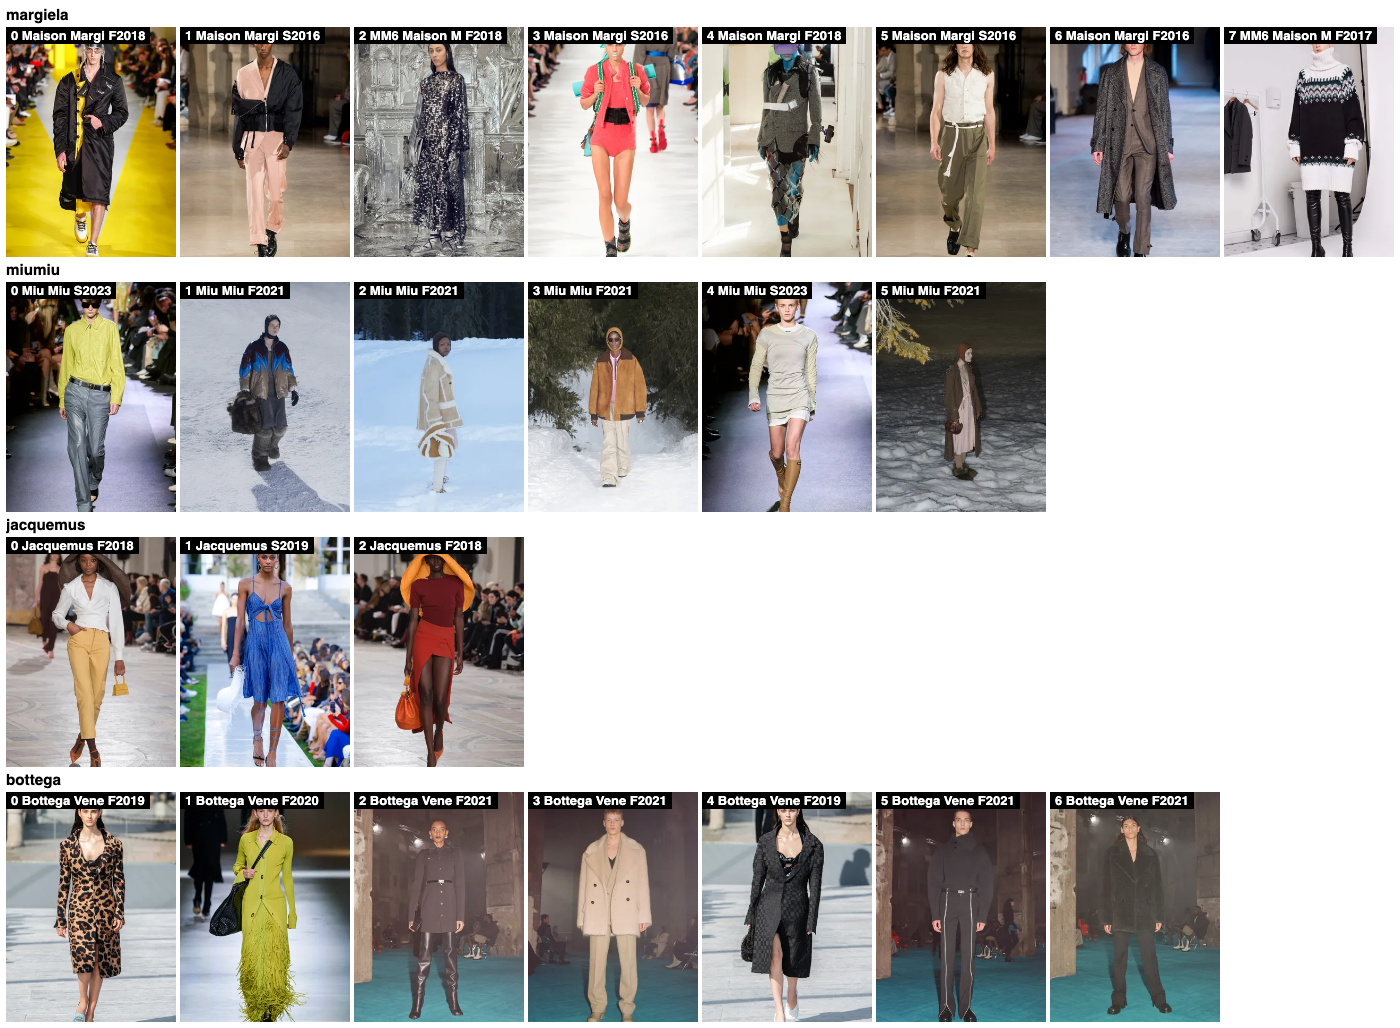 margiela
0 Maison Margi F2018
1 Maison Margi S2016
2 MM6 Maison M F2018
3 Maison Margi S2016
4 Maison Margi F2018
5 Maison Margi S2016
6 Maison Margi F2016
7 MM6 Maison M F2017
miumiu
0 Miu Miu S2023
1 Miu Miu F2021
2 Miu Miu F2021
3 Miu Miu F2021
4 Miu Miu S2023
5 Miu Miu F2021
jacquemus
0 Jacquemus F2018
1 Jacquemus S2019
2 Jacquemus F2018
bottega
0 Bottega Vene F2019
1 Bottega Vene F2020
2 Bottega Vene F2021
3 Bottega Vene F2021
4 Bottega Vene F2019
5 Bottega Vene F2021
6 Bottega Vene F2021